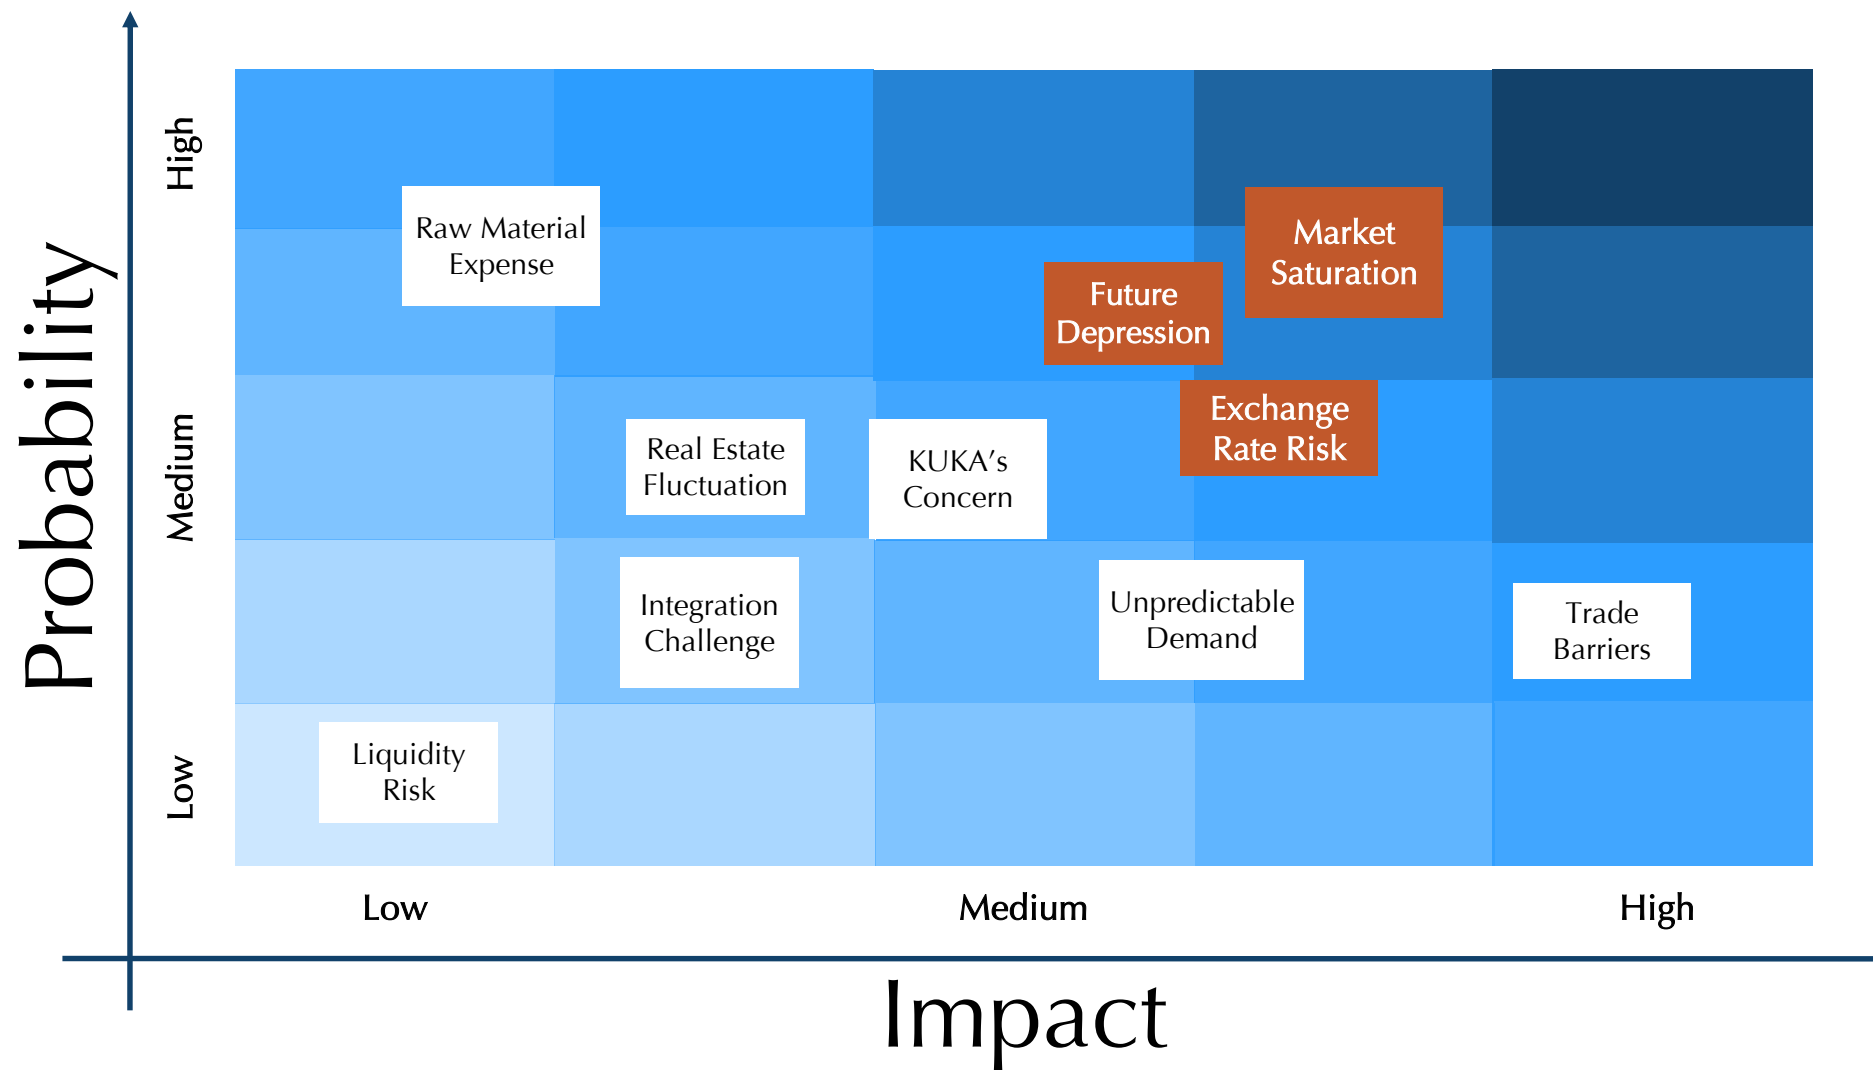 Probability
High
Medium
Low
Raw Material
Expense
Market
Saturation
Future
Depression
Exchange
Rate Risk
Real Estate
Fluctuation
KUKA’s
Concern
Integration
Challenge
Unpredictable
Demand
Trade
Barriers
Liquidity
Risk
Low
Medium
High
Impact